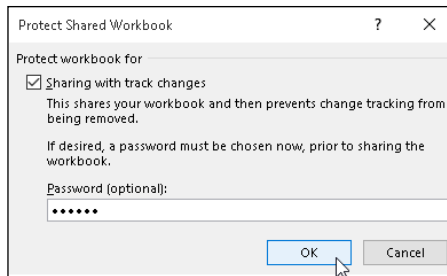 Protect Shared Workbook ? ×
Protect workbook for
Sharing with track changes
This shares your workbook and then prevents change tracking from
being removed.
If desired, a password must be chosen now, prior to sharing the
workbook.
Password (optional):
••••••
OK Cancel